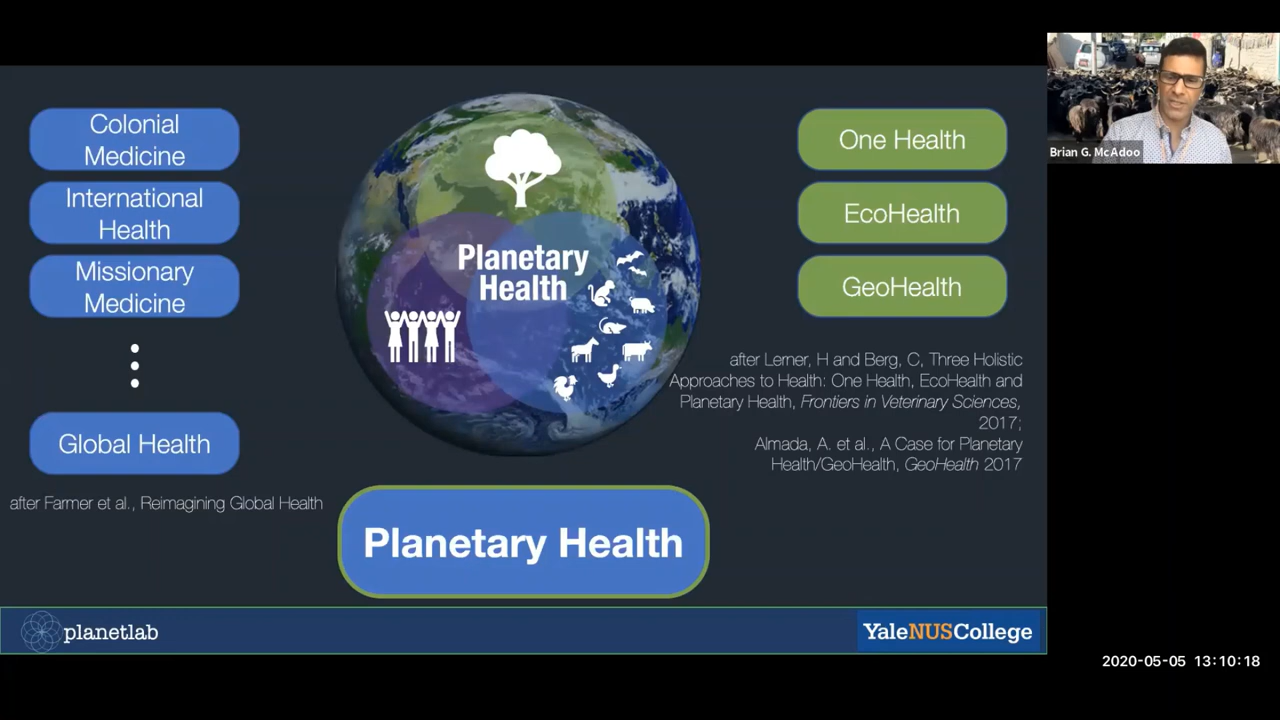 Colonial
Medicine
International
Health
Missionary
Medicine
Global Health
after Farmer et al., Reimagining Global Health
Planetary
Health
Planetary Health
One Health
EcoHealth
GeoHealth
after Lerner, H and Berg, C, Three Holistic
Approaches to Health: One Health, EcoHealth and
Planetary Health, Frontiers in Veterinary Sciences,
2017;
Almada, A. et al., A Case for Planetary
Health/GeoHealth, GeoHealth 2017
planetlab
YaleNUSCollege
Brian G. McAdoo
2020-05-05 13:10:18